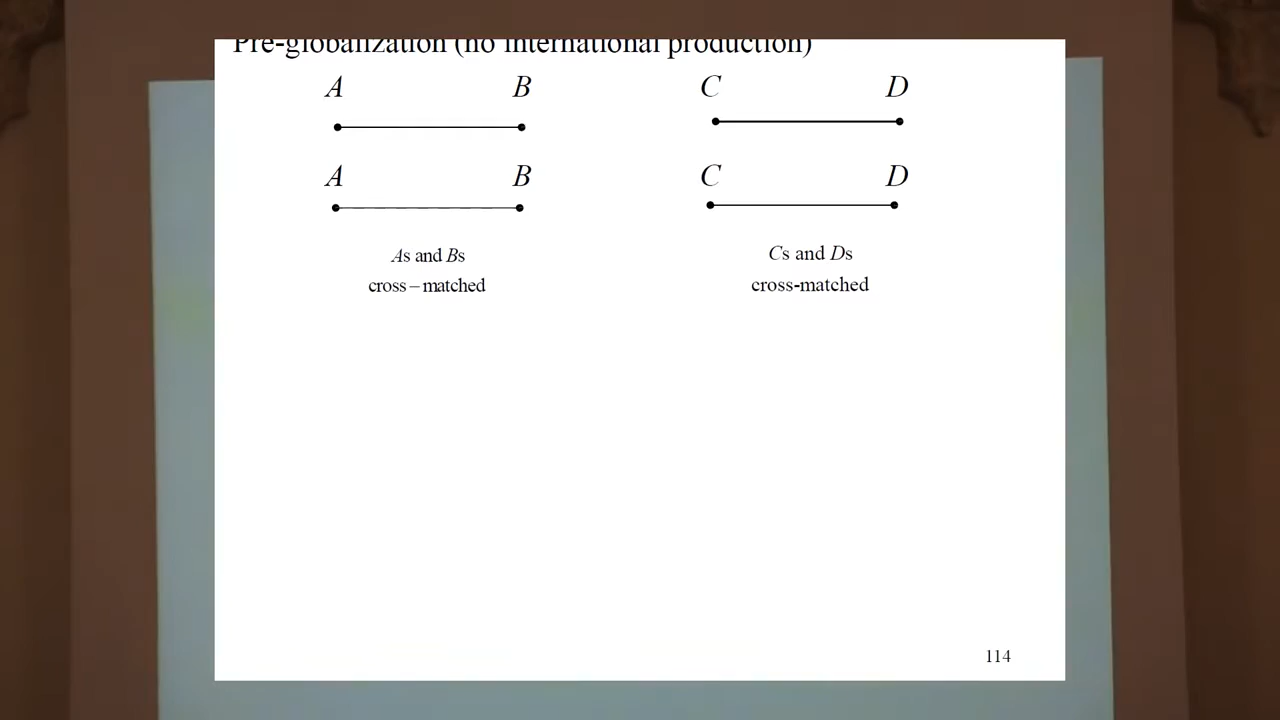 Pre-globalization (no international production)
A B C D
A B C D
As and Bs Cs and Ds
cross – matched cross-matched
114